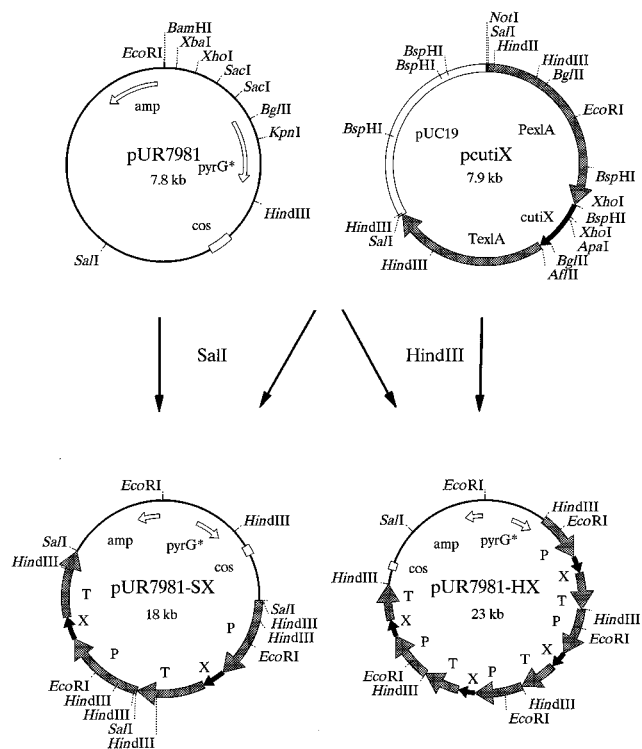 BamHI
EcoRI
XbaI
XhoI
SacI
SacI
BglII
KpnI
amp
pUR7981
7.8 kb
pyrG*
HindIII
cos
SalI
NotI
SalI
HindII
BspHI
BspHI
HindIII
BglII
EcoRI
PexlA
BspHI
pUC19
pcutiX
7.9 kb
BspHI
XhoI
BspHI
XhoI
ApaI
cutiX
HindIII
SalI
TexlA
HindIII
BglII
AflII
SalI
HindIII
EcoRI
HindIII
SalI
HindIII
amp
pyrG*
cos
T
pUR7981-SX
18 kb
X
P
SalI
HindIII
HindIII
P
EcoRI
X
T
EcoRI
HindIII
HindIII
SalI
HindIII
EcoRI
HindIII
EcoRI
SalI
amp
pyrG*
P
cos
X
HindIII
pUR7981-HX
23 kb
T
T
HindIII
P
EcoRI
X
X
P
T
EcoRI
HindIII
T
X
P
HindIII
EcoRI